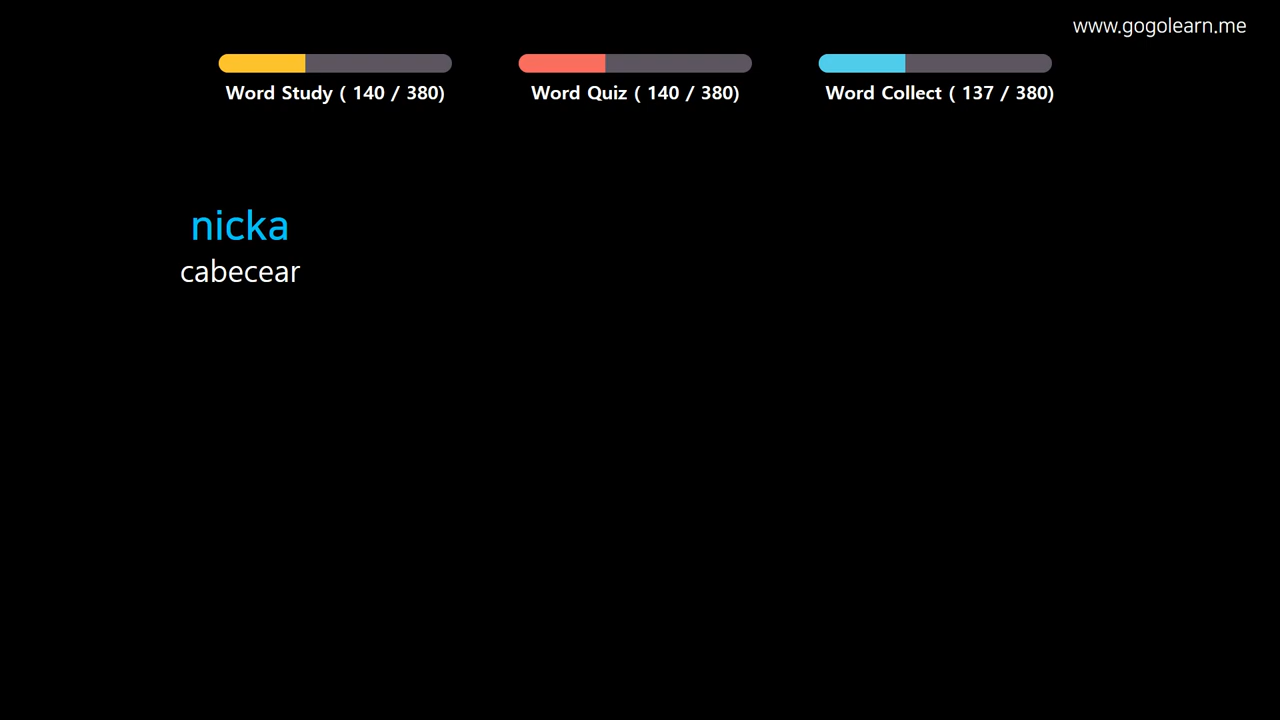 www.gogolearn.me
Word Study ( 140 / 380)
Word Quiz ( 140 / 380)
Word Collect ( 137 / 380)
nicka
cabecear